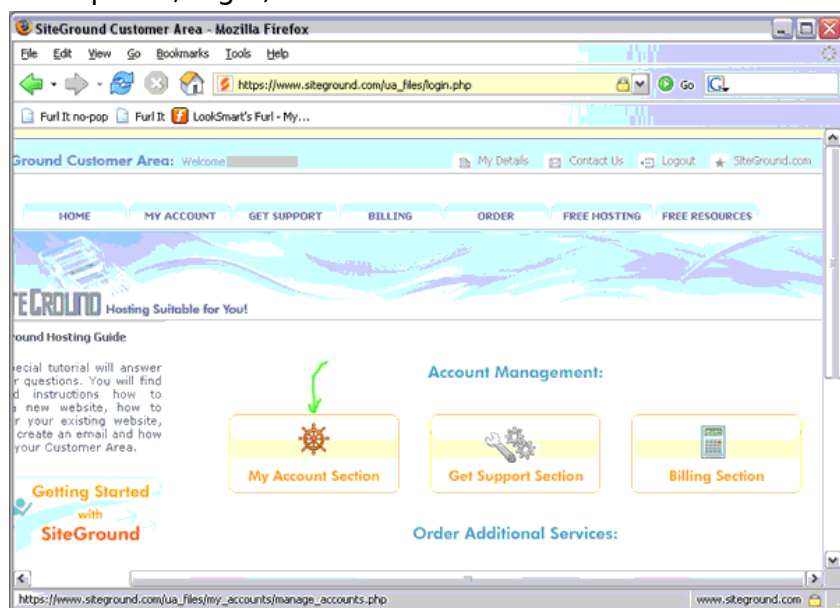 SiteGround Customer Area - Mozilla Firefox
File Edit View Go Bookmarks Tools Help
https://www.siteground.com/ua_files/login.php Go G
Furl It no-pop Furl It LookSmart's Furl - My...
Ground Customer Area: Welcome My Details Contact Us Logout SiteGround.com
HOME MY ACCOUNT GET SUPPORT BILLING ORDER FREE HOSTING FREE RESOURCES
TEGROUND Hosting Suitable for You!
ound Hosting Guide
ecial tutorial will answer
r questions. You will find
d instructions how to
new website, how to
r your existing website,
create an email and how
your Customer Area.
Getting Started
with
SiteGround
Account Management:
My Account Section Get Support Section Billing Section
Order Additional Services:
https://www.siteground.com/ua_files/my_accounts/manage_accounts.php www.siteground.com